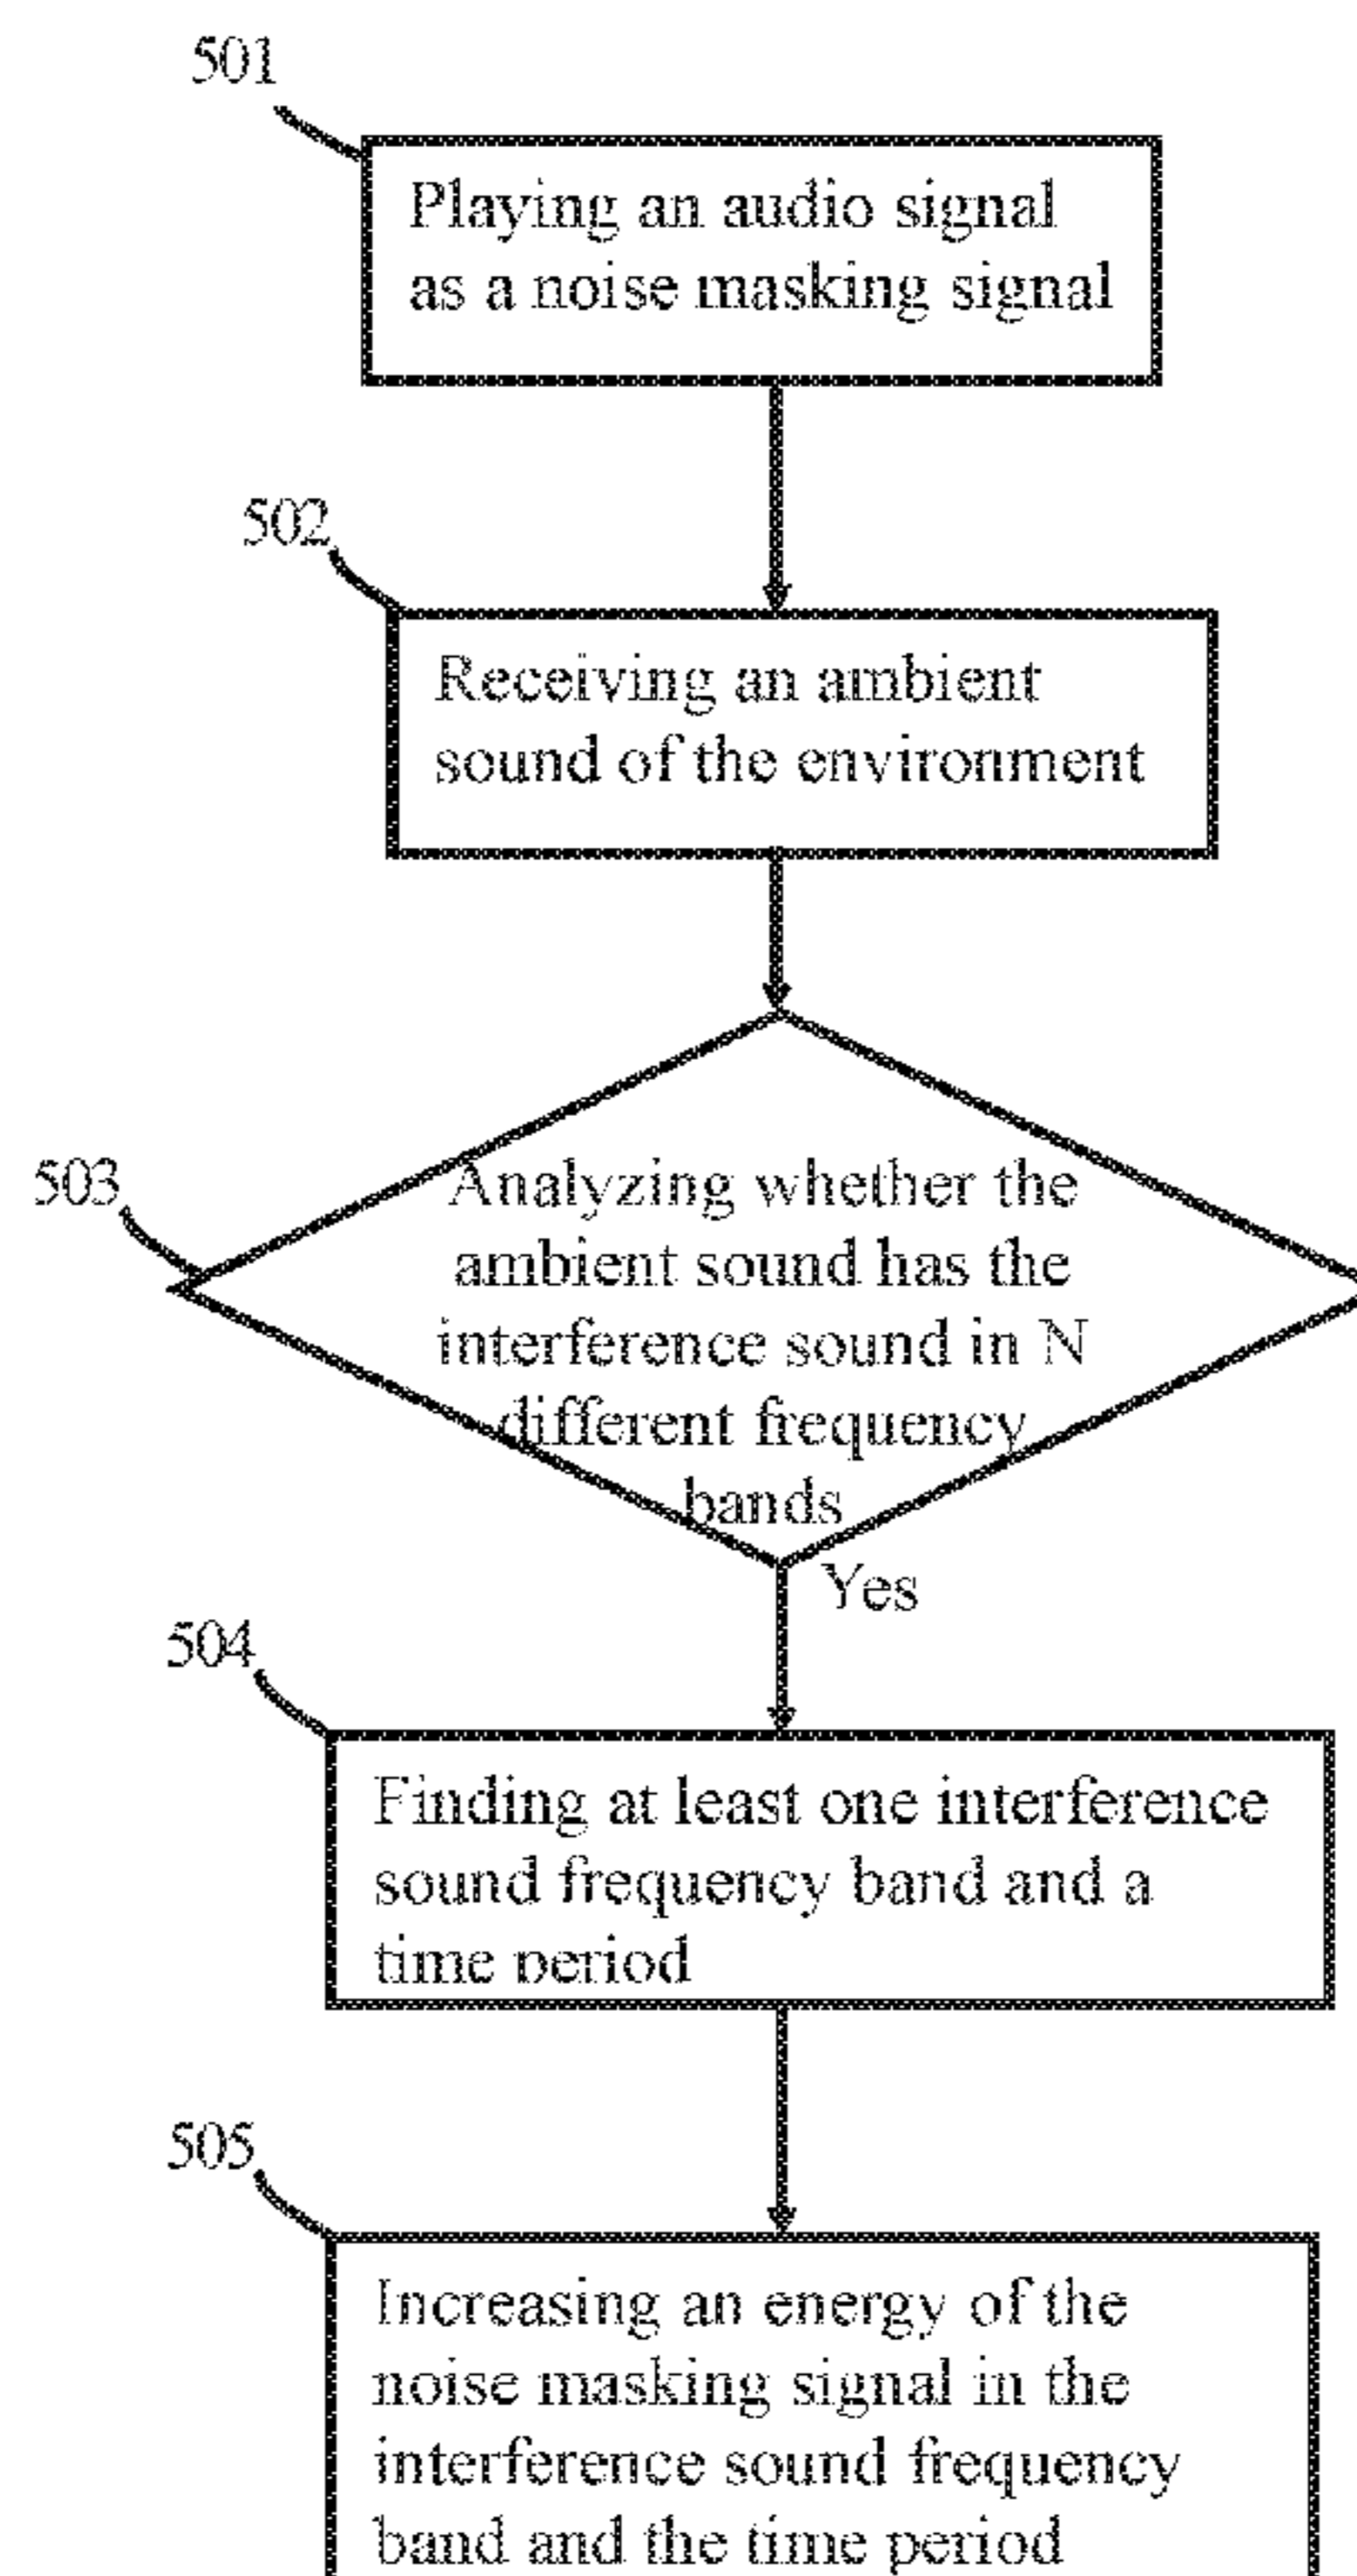 501
Playing an audio signal
as a noise masking signal
502
Receiving an ambient
sound of the environment
503
Analyzing whether the
ambient sound has the
interference sound in N
different frequency
bands
Yes
504
Finding at least one interference
sound frequency band and a
time period
505
Increasing an energy of the
noise masking signal in the
interference sound frequency
band and the time period